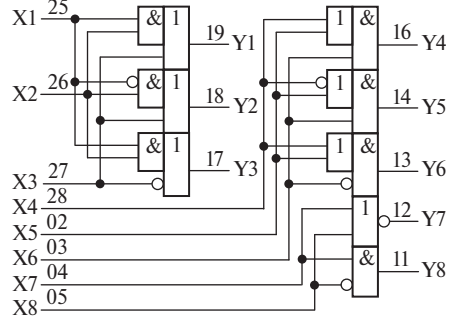 X1 25 & 1 19 Y1
& 1 16 Y4
X2 26 & 1 18 Y2
1 & 14 Y5
& 1 17 Y3
1 & 13 Y6
X3 27
X4 28
1 12 Y7
X5 02
X6 03
X7 04
& 11 Y8
X8 05